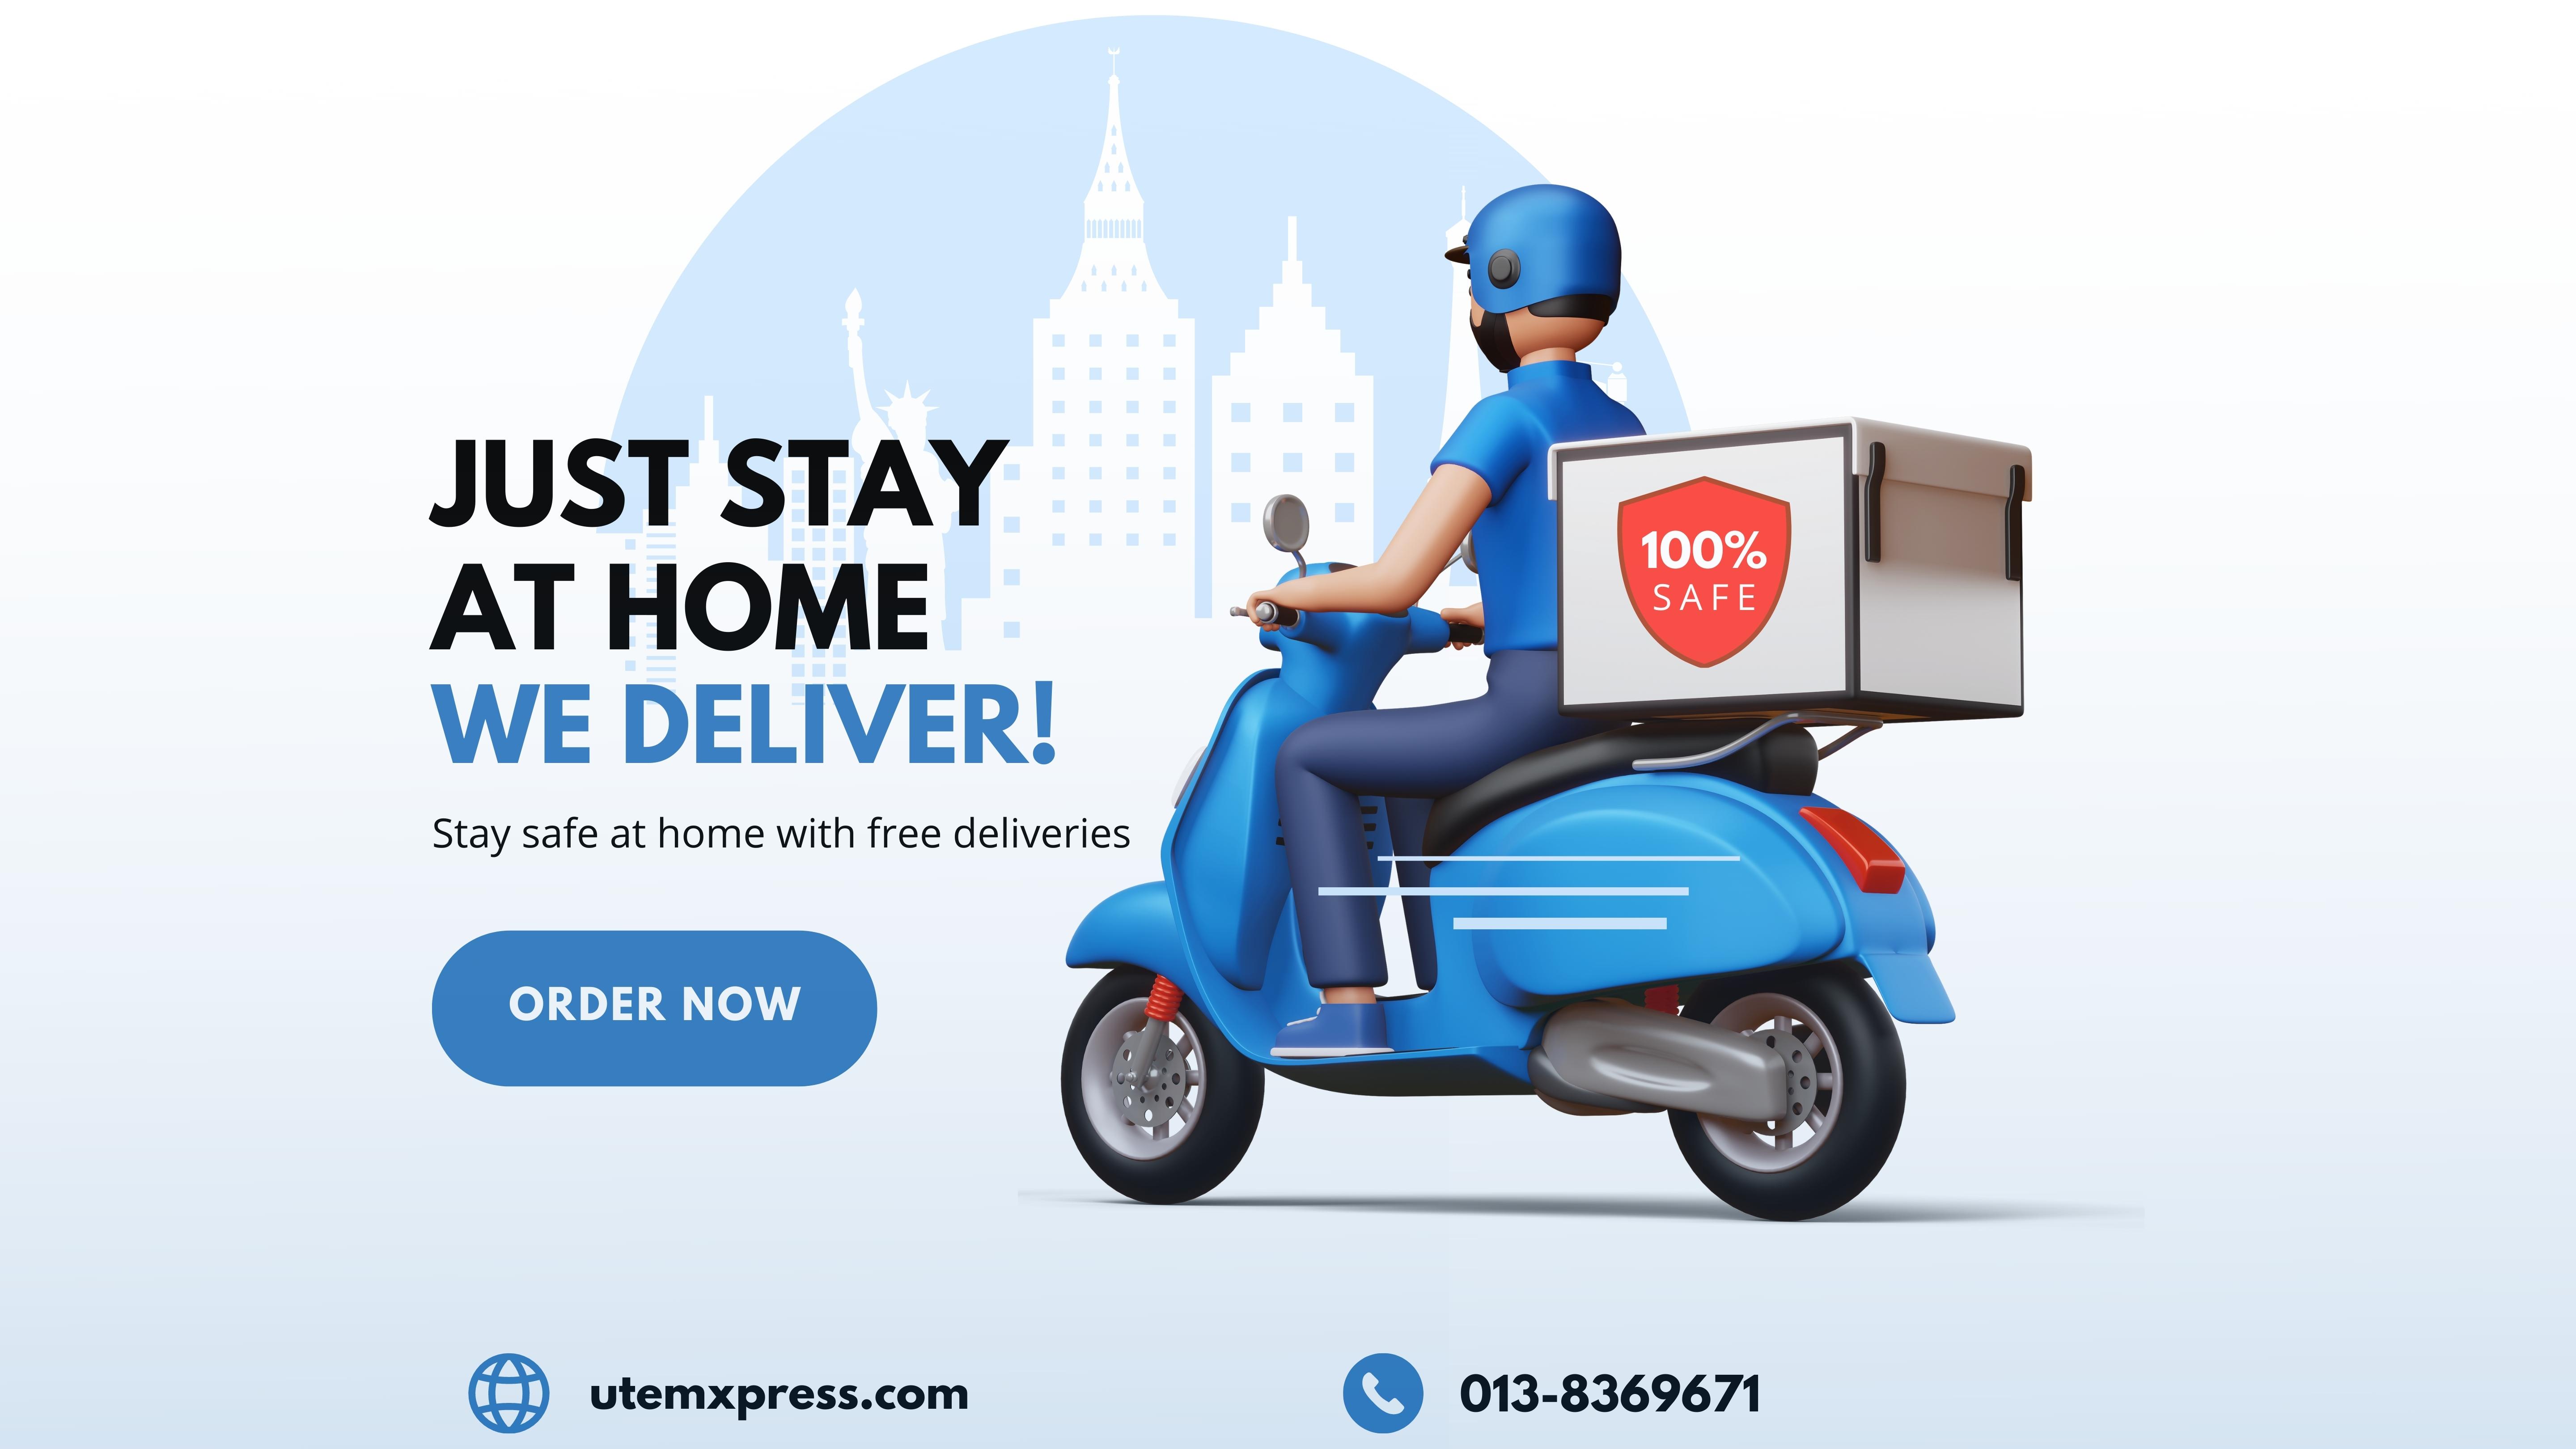 JUST STAY
AT HOME
WE DELIVER!
Stay safe at home with free deliveries
ORDER NOW
100%
SAFE
utemxpress.com
013-8369671